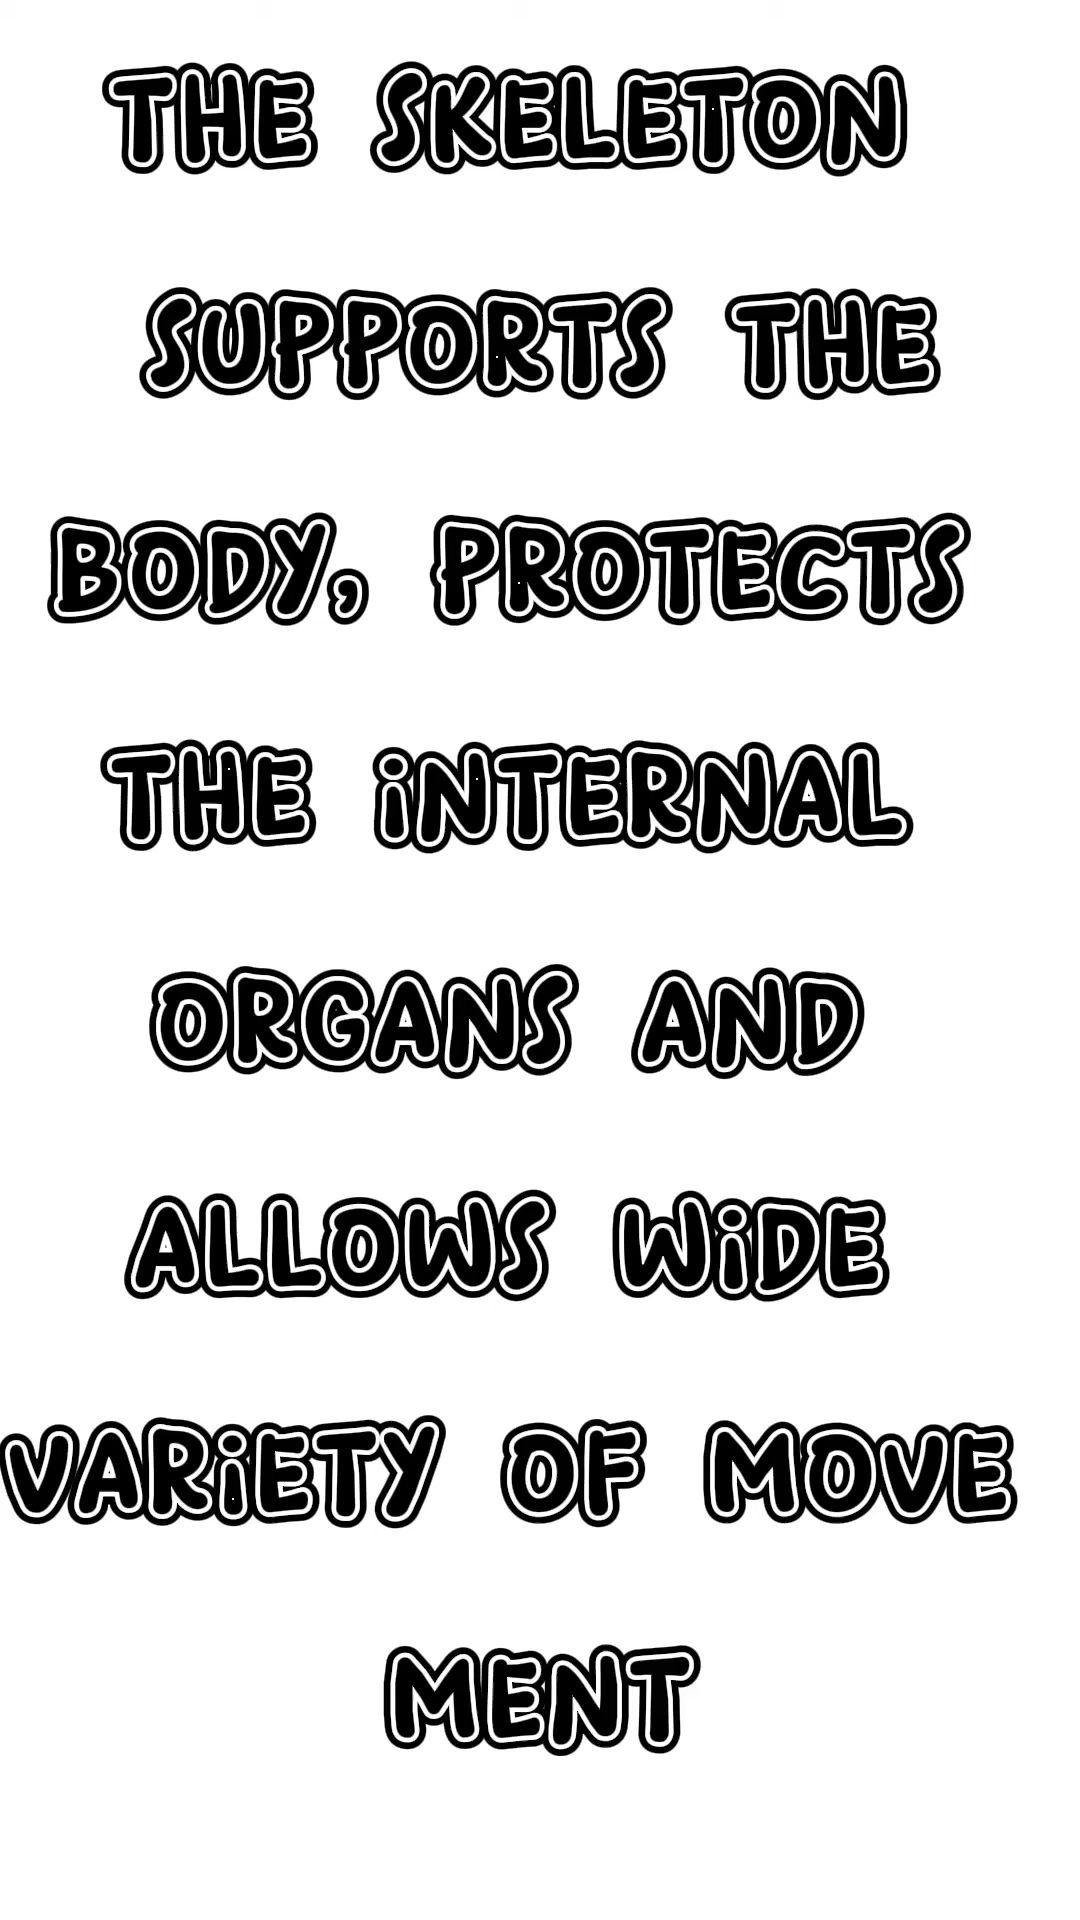 THE SKELETON
SUPPORTS THE
BODY, PROTECTS
THE iNTERNAL
ORGANS AND
ALLOWS WiDE
VARiETY OF MOVE
MENT